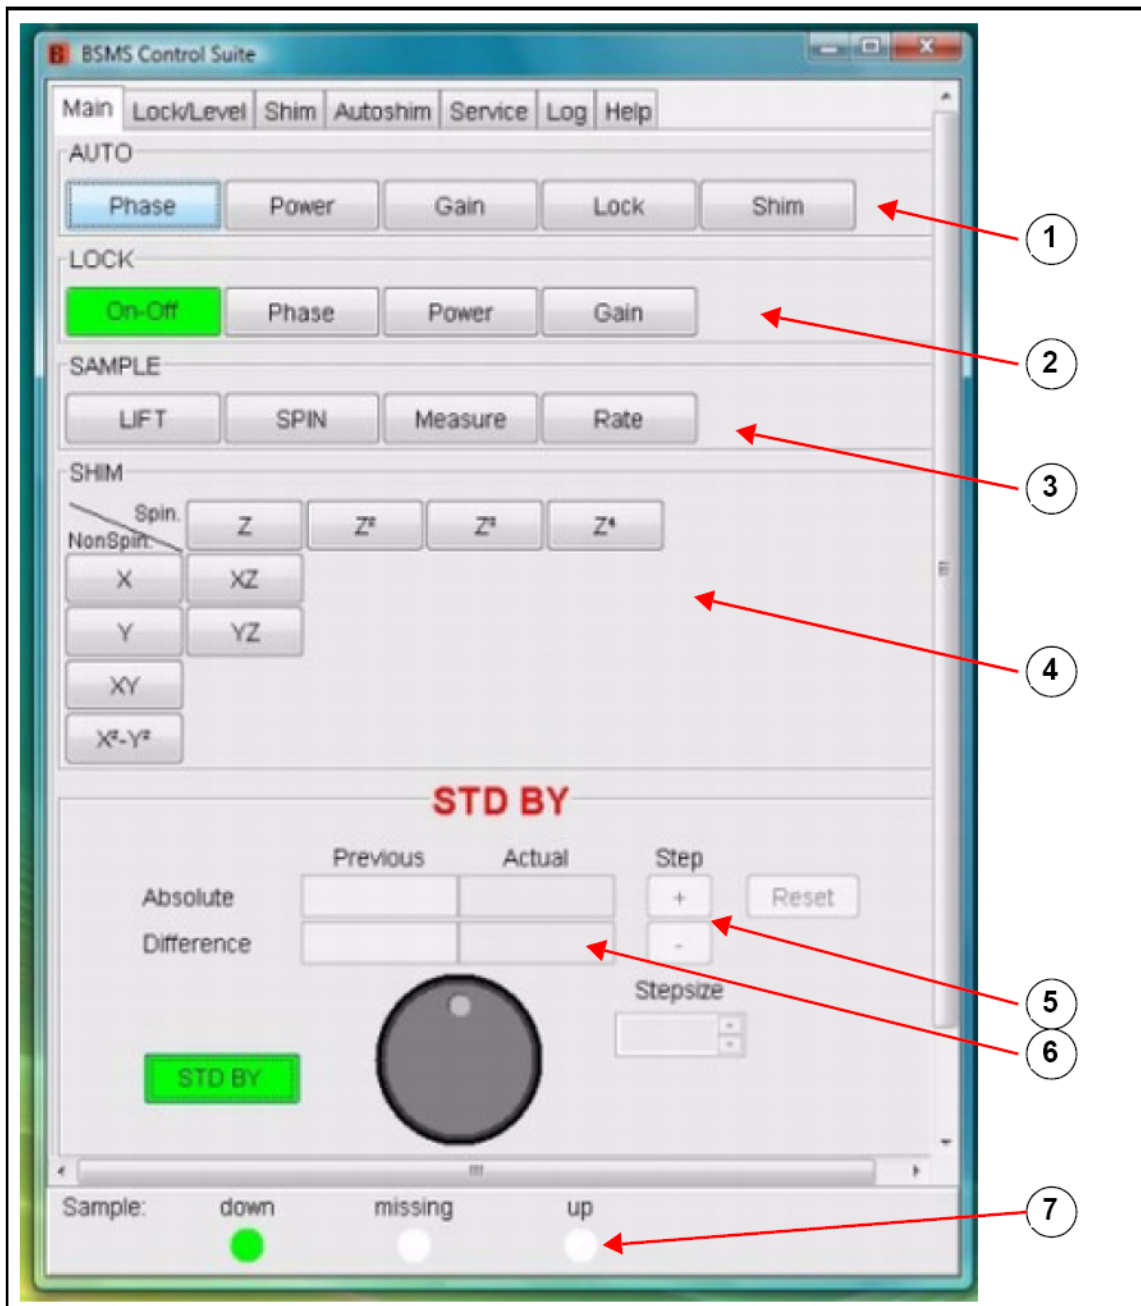 BSMS Control Suite
Main Lock/Level Shim Autoshim Service Log Help
AUTO
Phase Power Gain Lock Shim
1
LOCK
On-Off Phase Power Gain
2
SAMPLE
LIFT SPIN Measure Rate
3
SHIM
Spin.
NonSpin.
Z Z² Z³ Z⁴
X XZ
Y YZ
4
XY
X²-Y²
STD BY
Previous Actual Step
Absolute + Reset
Difference -
Stepsize
5
6
STD BY
Sample: down missing up
7